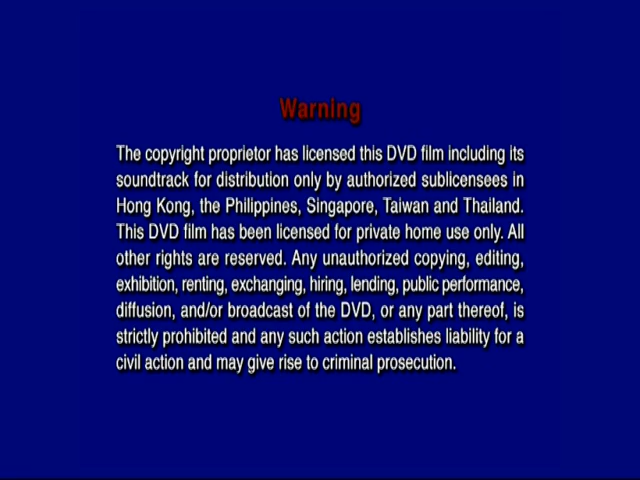 Warning
The copyright proprietor has licensed this DVD film including its
soundtrack for distribution only by authorized sublicensees in
Hong Kong, the Philippines, Singapore, Taiwan and Thailand.
This DVD film has been licensed for private home use only. All
other rights are reserved. Any unauthorized copying, editing,
exhibition, renting, exchanging, hiring, lending, public performance,
diffusion, and/or broadcast of the DVD, or any part thereof, is
strictly prohibited and any such action establishes liability for a
civil action and may give rise to criminal prosecution.